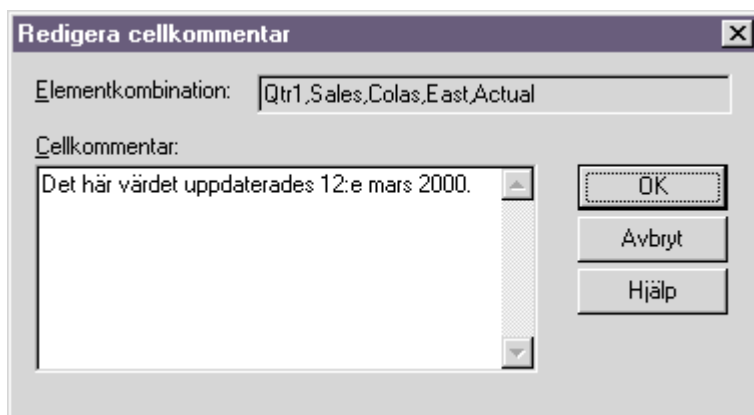 Redigera cellkommentar
Elementkombination: Qtr1,Sales,Colas,East,Actual
Cellkommentar:
Det här värdet uppdaterades 12:e mars 2000.
OK
Avbryt
Hjälp